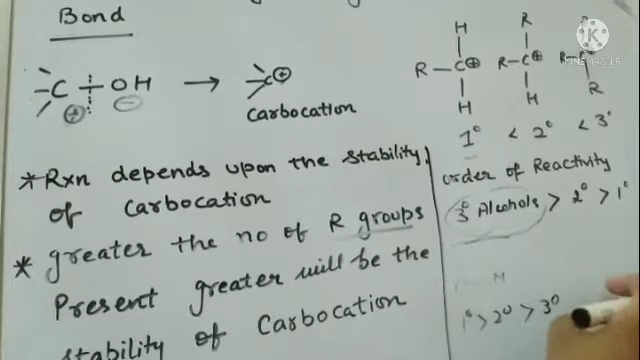 Bond
C OH → C⊕
⊕ ⊖
Carbocation
*Rxn depends upon the stability
of Carbocation
* greater the no of R groups
Present greater will be the
stability of Carbocation
H R R
R—C⊕ R—C⊕ R—C⊕
H H R
1° < 2° < 3°
order of Reactivity
3° Alcohols > 2° > 1°
H
1° > 2° > 3°
KINEMASTER